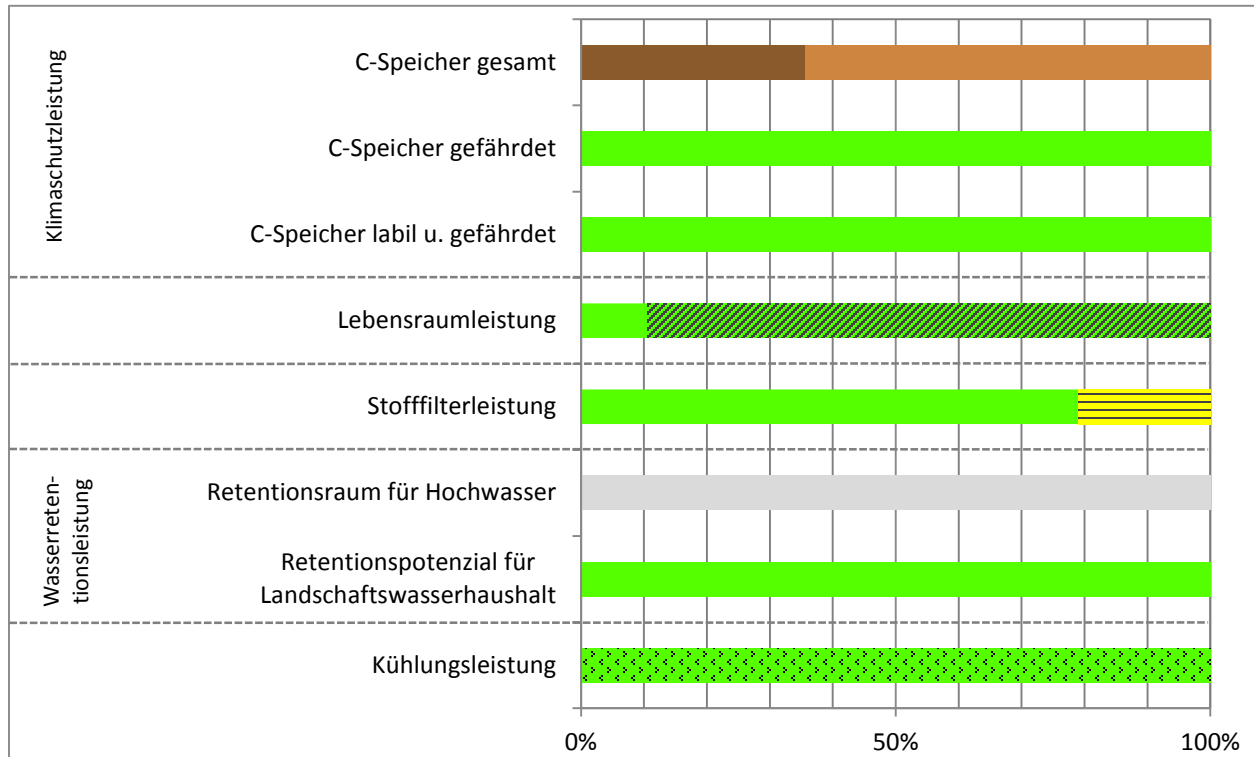 Klimaschutzleistung
C-Speicher gesamt
C-Speicher gefährdet
C-Speicher labil u. gefährdet
Lebensraumleistung
Stofffilterleistung
Wasserreten-
tionsleistung
Retentionsraum für Hochwasser
Retentionspotenzial für
Landschaftswasserhaushalt
Kühlungsleistung
0%
50%
100%